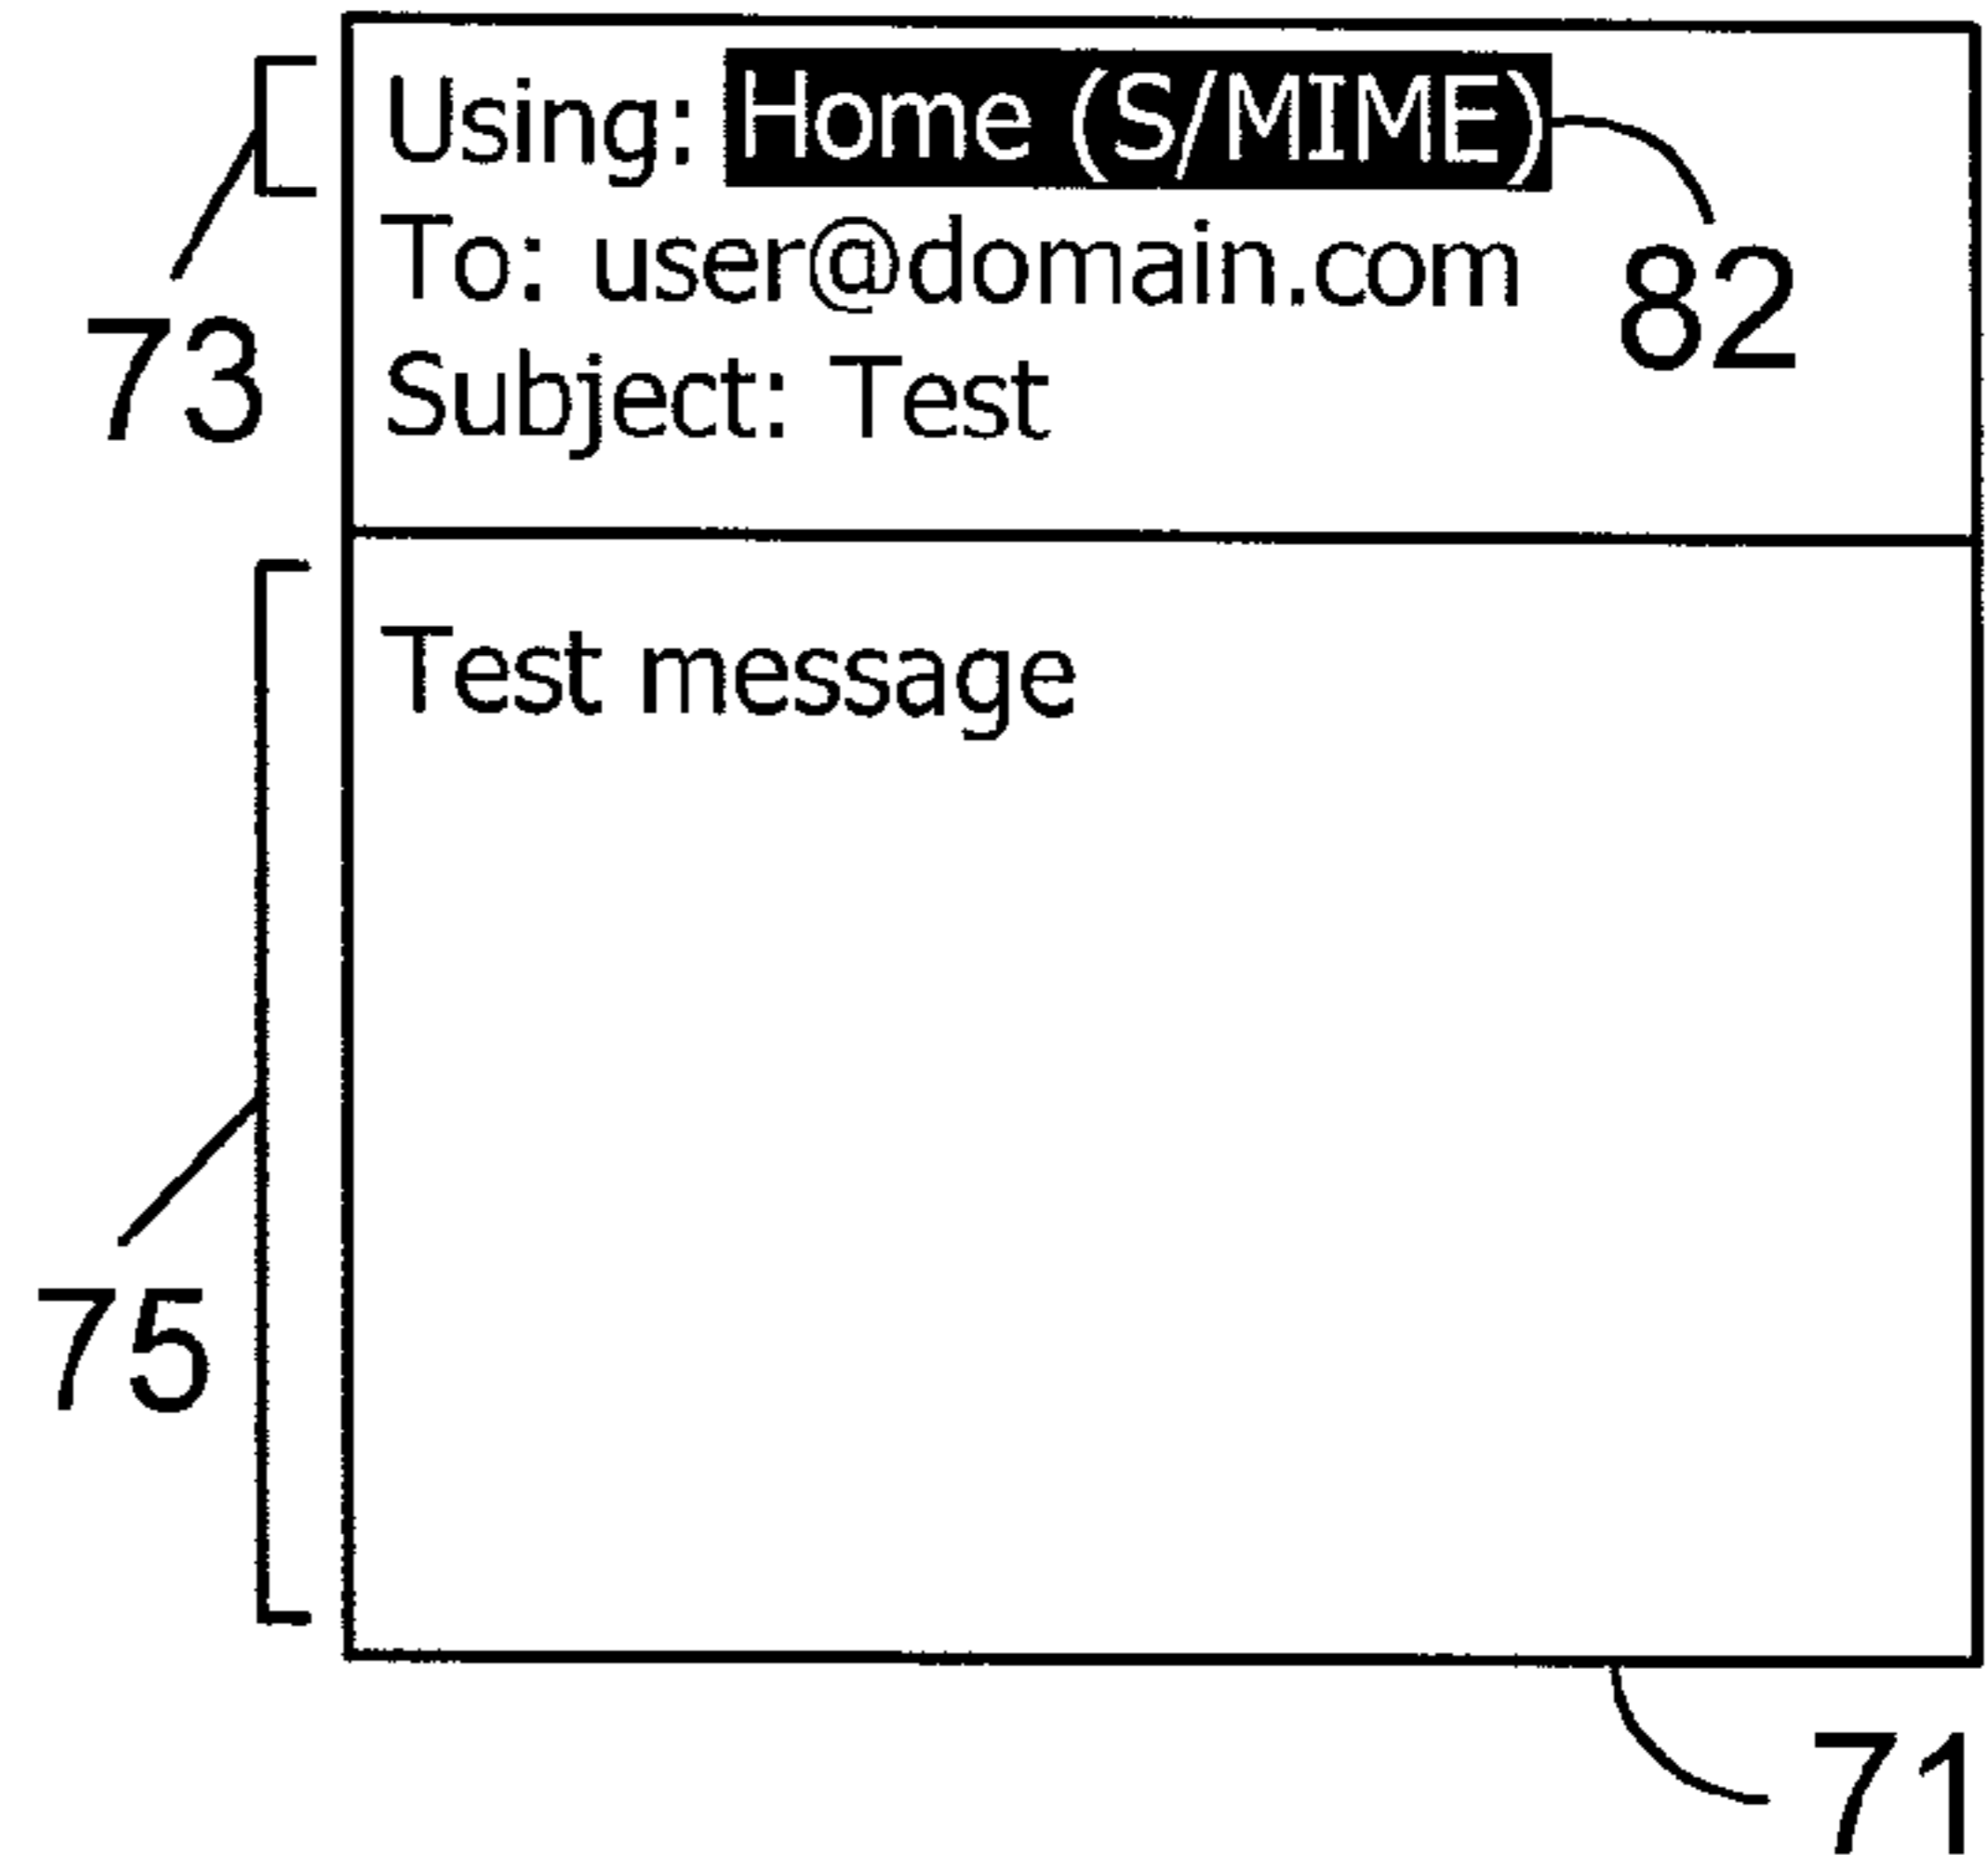 Using: Home (S/MIME)
To: user@domain.com
82
73
Subject: Test
Test message
75
71